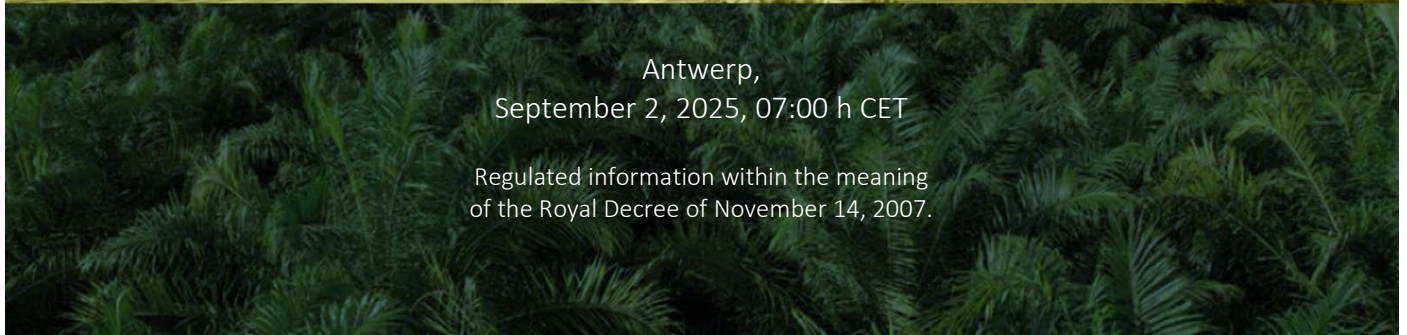 Antwerp,
September 2, 2025, 07:00 h CET
Regulated information within the meaning
of the Royal Decree of November 14, 2007.